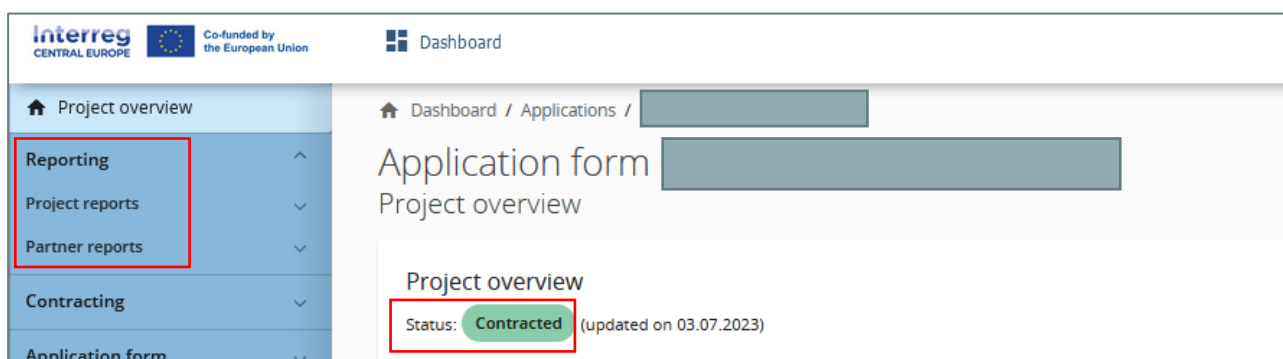 Interreg
CENTRAL EUROPE
Co-funded by
the European Union
Dashboard
Project overview
Reporting
Project reports
Partner reports
Contracting
Application form
Dashboard / Applications /
Application form
Project overview
Project overview
Status: Contracted (updated on 03.07.2023)